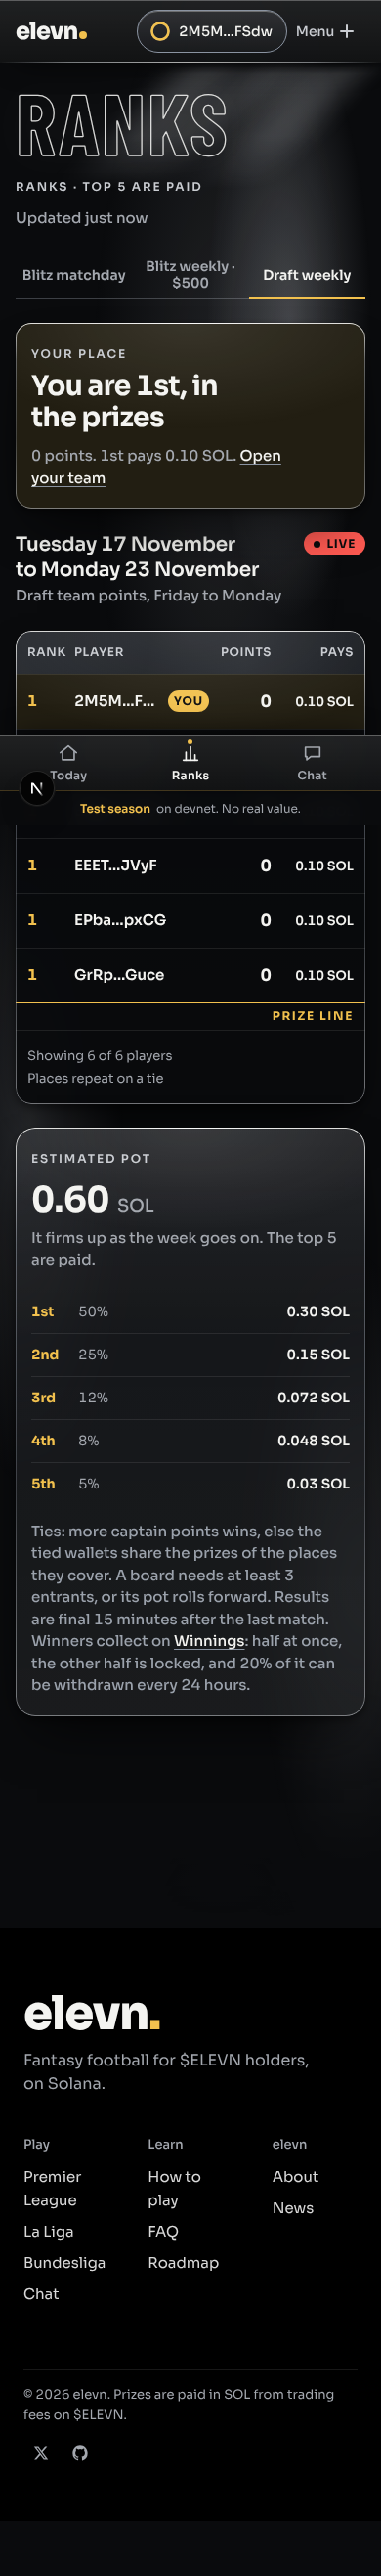 elevn.
2M5M...FSdw
Menu
RANKS
RANKS · TOP 5 ARE PAID
Updated just now
Blitz matchday
Blitz weekly ·
$500
Draft weekly
YOUR PLACE
You are 1st, in
the prizes
0 points. 1st pays 0.10 SOL. Open
your team
Tuesday 17 November
to Monday 23 November
LIVE
Draft team points, Friday to Monday
RANK PLAYER POINTS PAYS
1 2M5M...F... YOU 0 0.10 SOL
Today
Ranks
Chat
N
Test season on devnet. No real value.
1 EEET...JVyF 0 0.10 SOL
1 EPba...pxCG 0 0.10 SOL
1 GrRp...Guce 0 0.10 SOL
PRIZE LINE
Showing 6 of 6 players
Places repeat on a tie
ESTIMATED POT
0.60 SOL
It firms up as the week goes on. The top 5
are paid.
1st 50% 0.30 SOL
2nd 25% 0.15 SOL
3rd 12% 0.072 SOL
4th 8% 0.048 SOL
5th 5% 0.03 SOL
Ties: more captain points wins, else the
tied wallets share the prizes of the places
they cover. A board needs at least 3
entrants, or its pot rolls forward. Results
are final 15 minutes after the last match.
Winners collect on Winnings: half at once,
the other half is locked, and 20% of it can
be withdrawn every 24 hours.
elevn.
Fantasy football for $ELEVN holders,
on Solana.
Play
Premier
League
La Liga
Bundesliga
Chat
Learn
How to
play
FAQ
Roadmap
elevn
About
News
© 2026 elevn. Prizes are paid in SOL from trading
fees on $ELEVN.